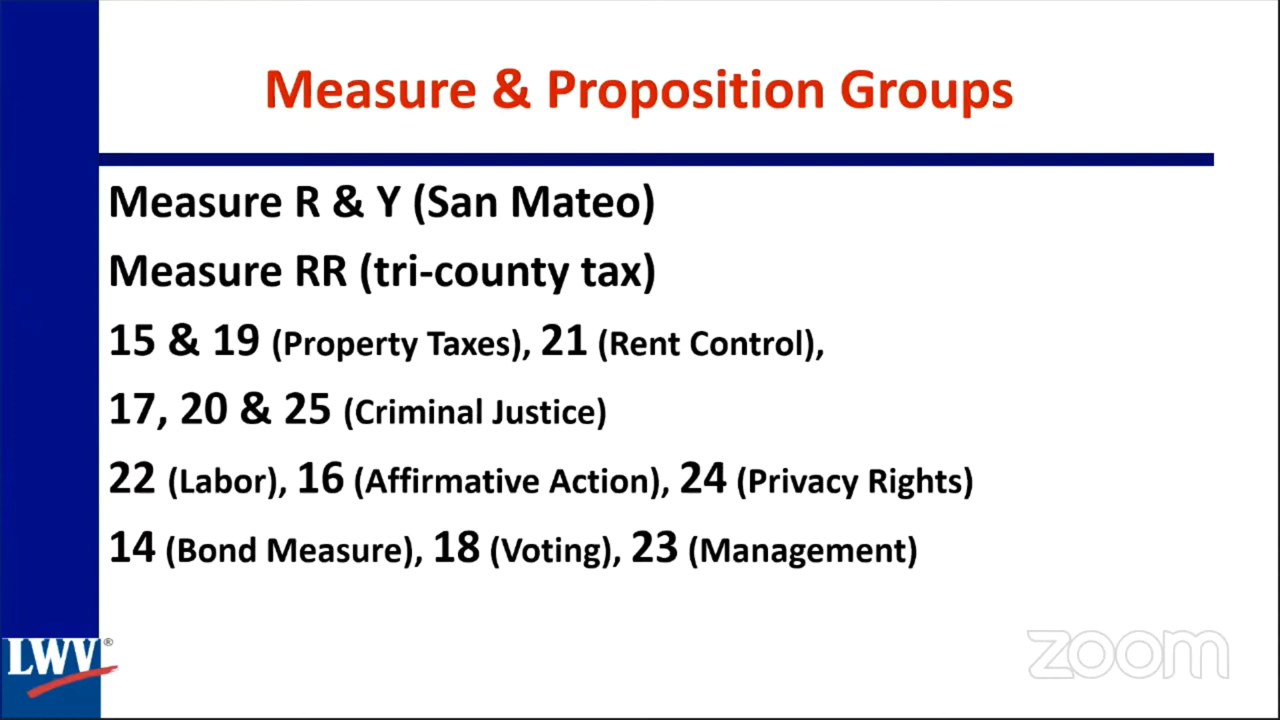 Measure & Proposition Groups
Measure R & Y (San Mateo)
Measure RR (tri-county tax)
15 & 19 (Property Taxes), 21 (Rent Control),
17, 20 & 25 (Criminal Justice)
22 (Labor), 16 (Affirmative Action), 24 (Privacy Rights)
14 (Bond Measure), 18 (Voting), 23 (Management)
LWV®
zoom